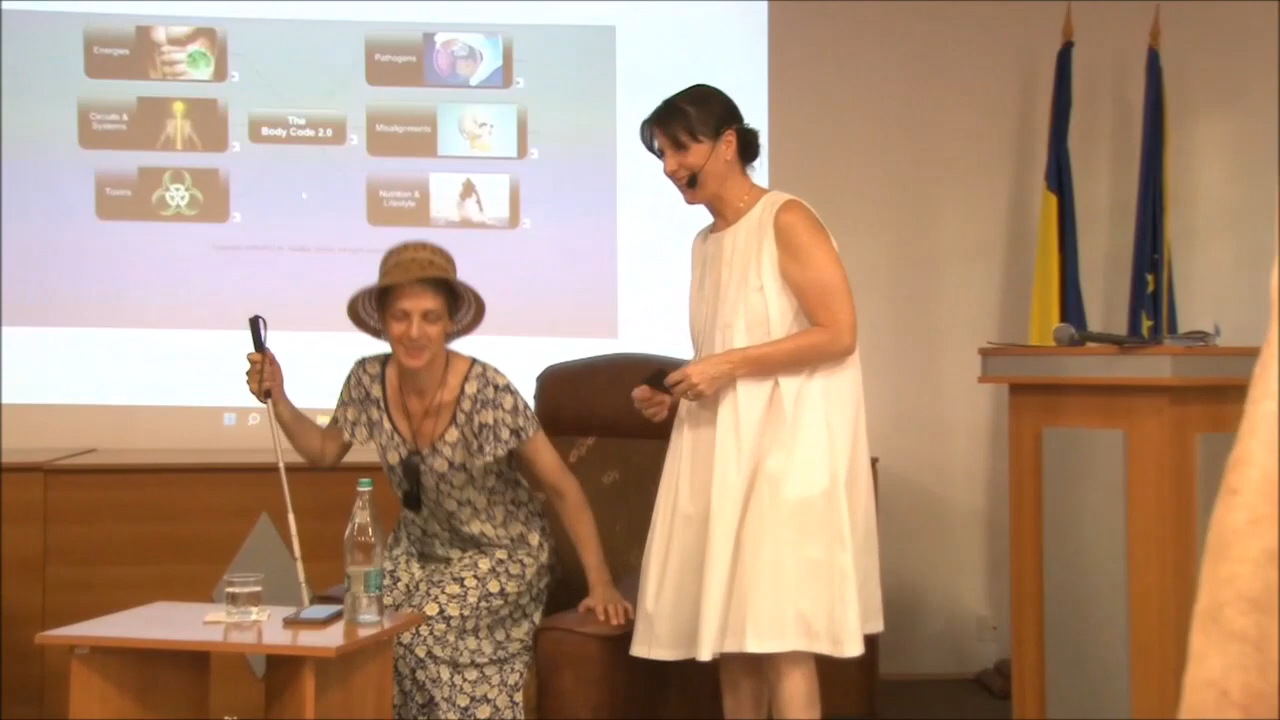 Energies
Pathogens
Circuits &
Systems
The
Body Code 2.0
Misalignments
Toxins
Nutrition &
Lifestyle